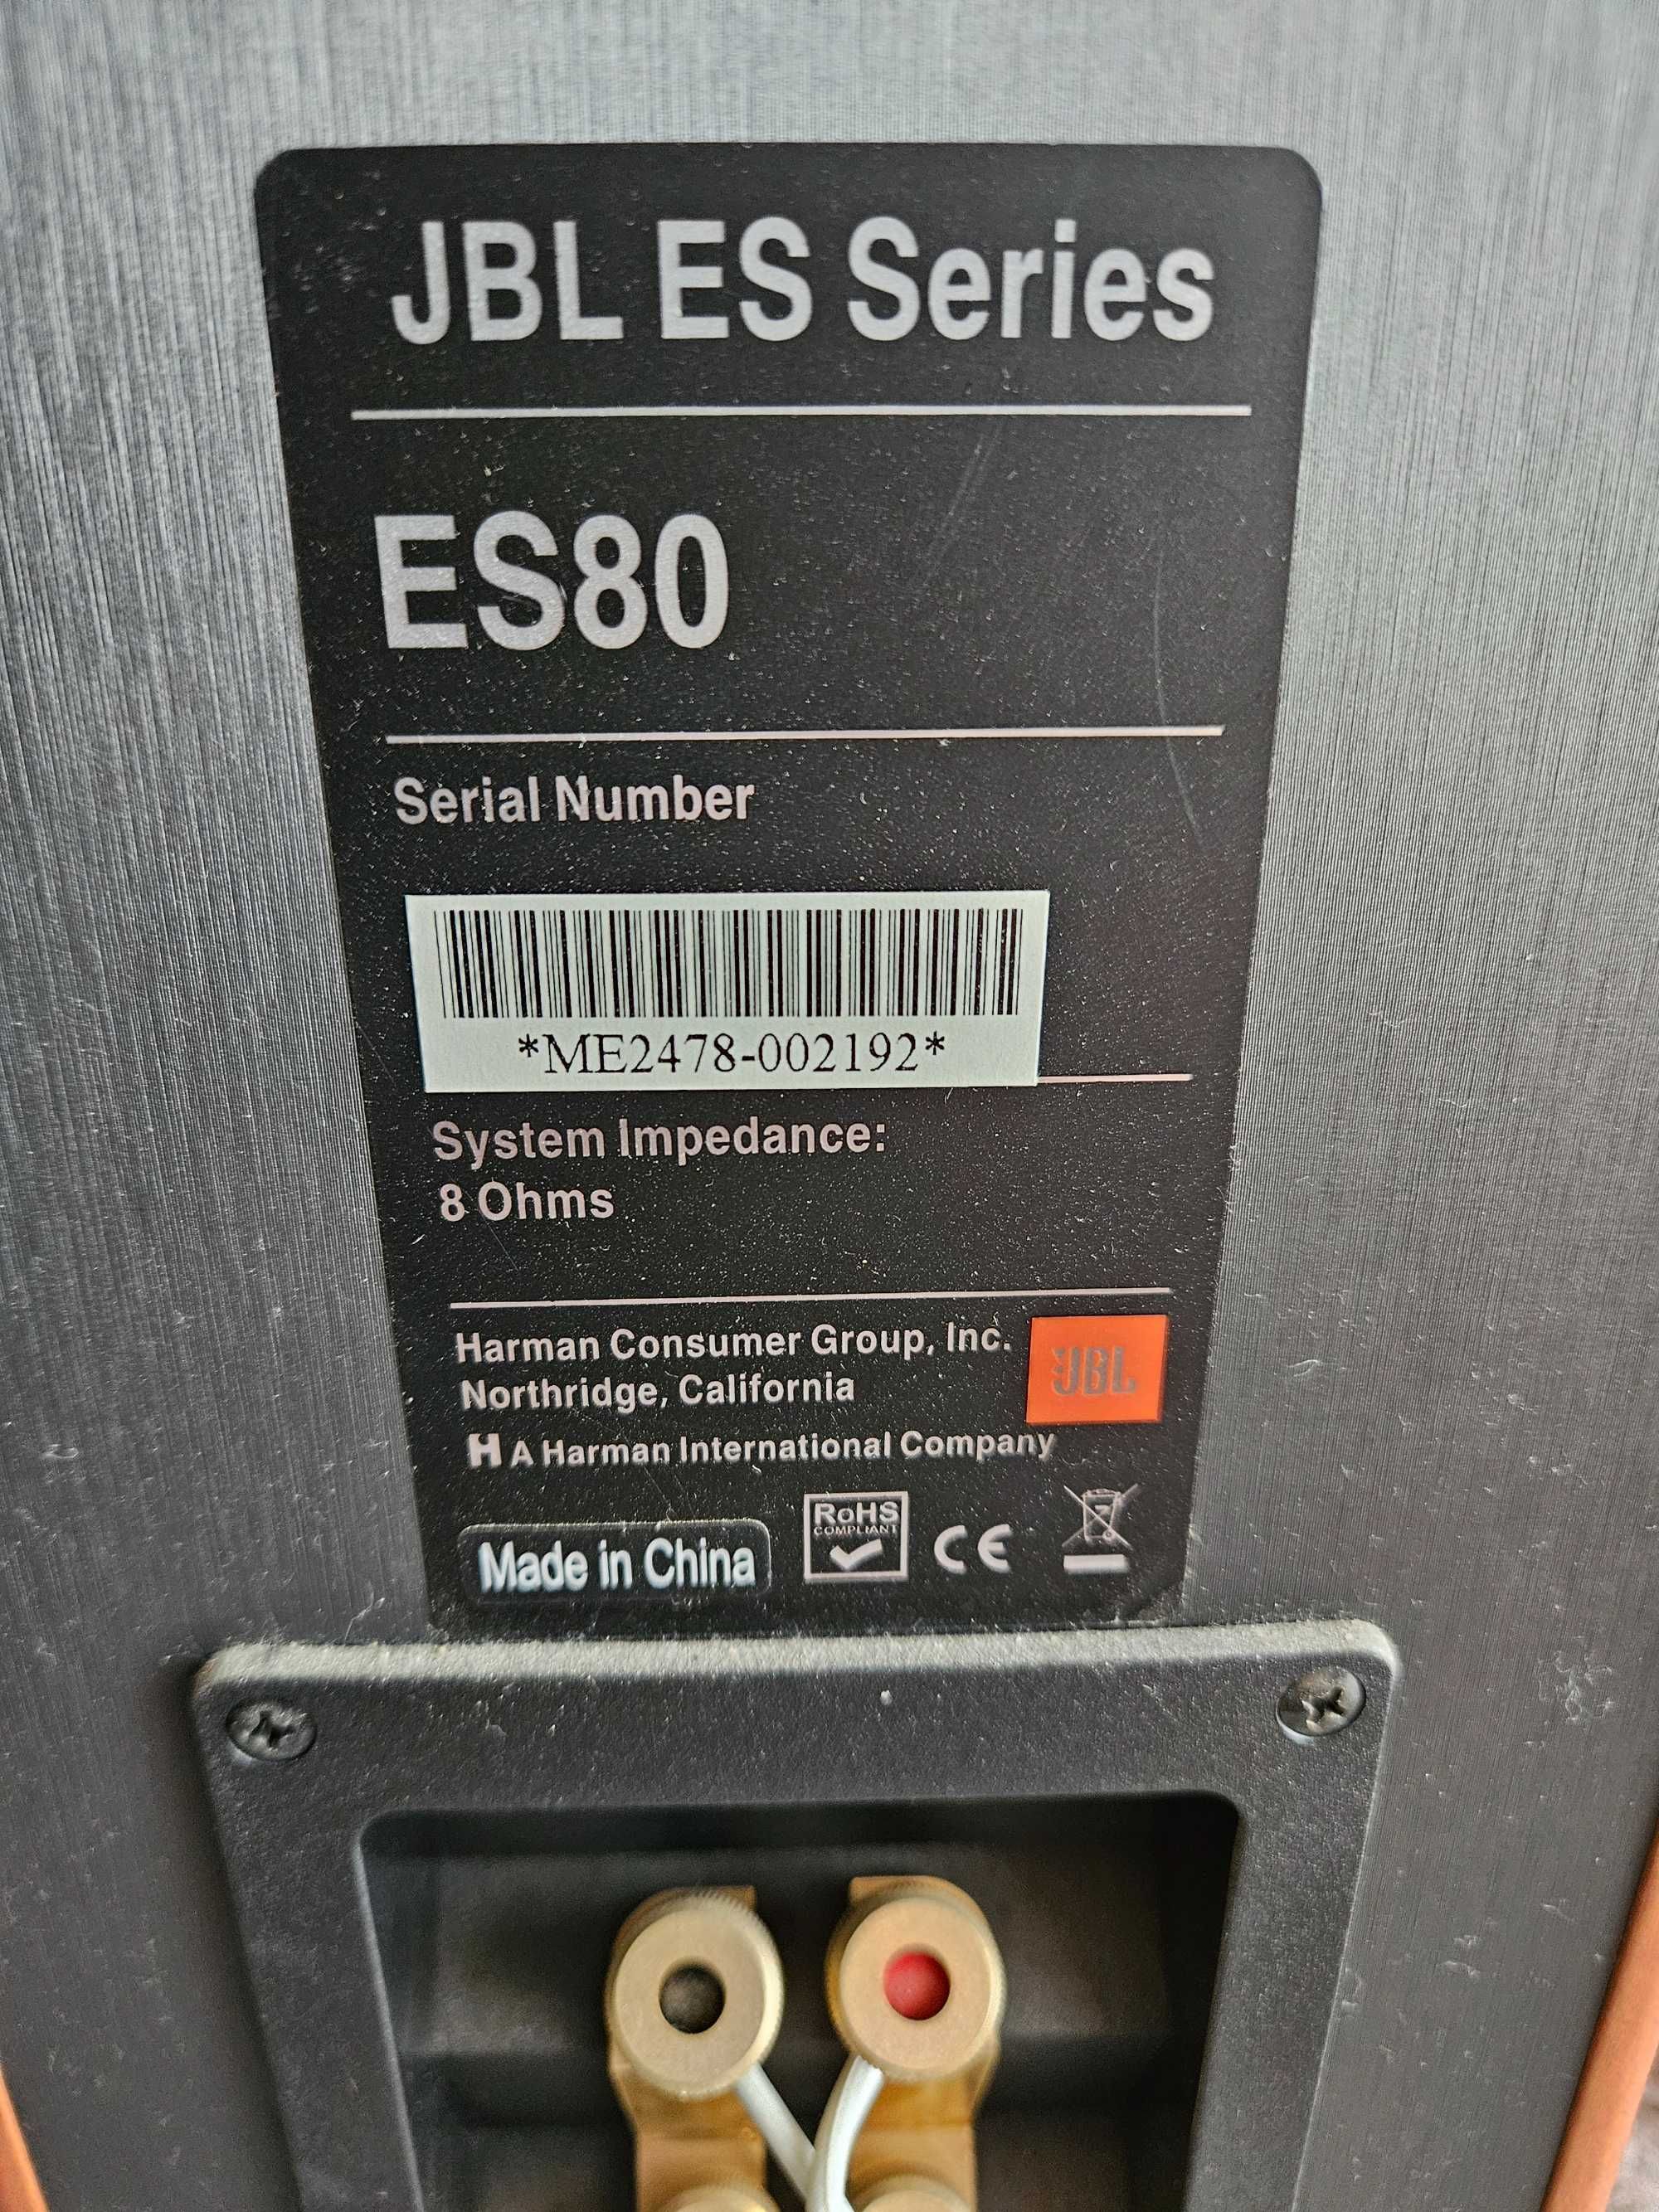 JBL ES Series
ES80
Serial Number
*ME2478-002192*
System Impedance:
8 Ohms
Harman Consumer Group, Inc.
Northridge, California
JBL
H A Harman International Company
Made in China
RoHS
COMPLIANT
CE